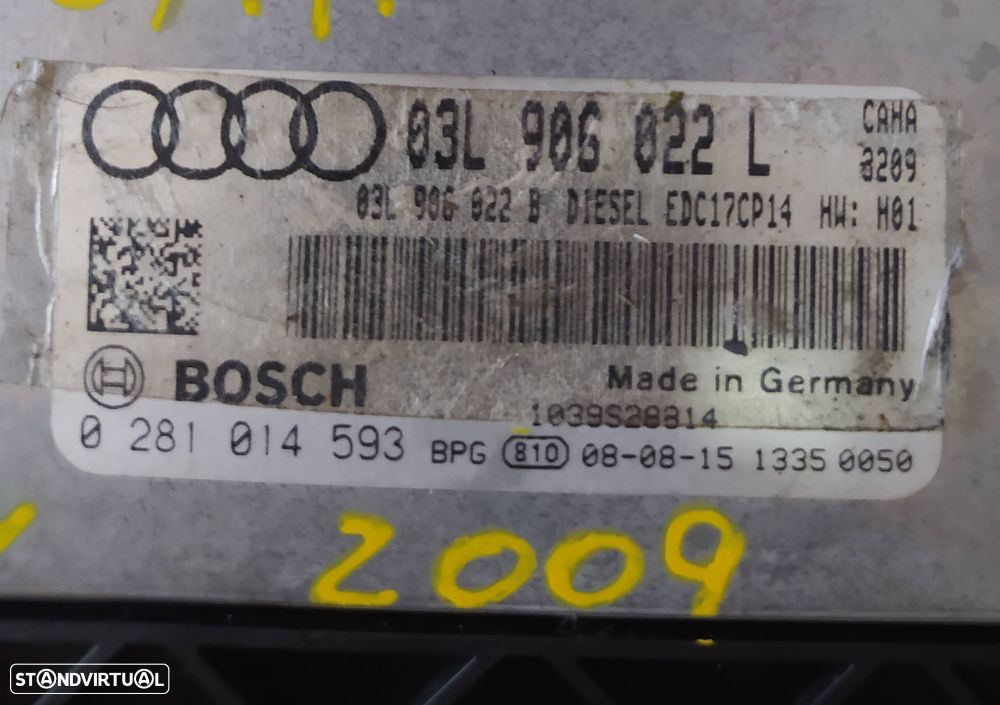 03L 906 022 L
CAHA
3209
03L 906 022 B DIESEL EDC17CP14 HW: H01
BOSCH
Made in Germany
1039S28814
0 281 014 593 BPG 810 08-08-15 1335 0050
2009
STANDVIRTUAL